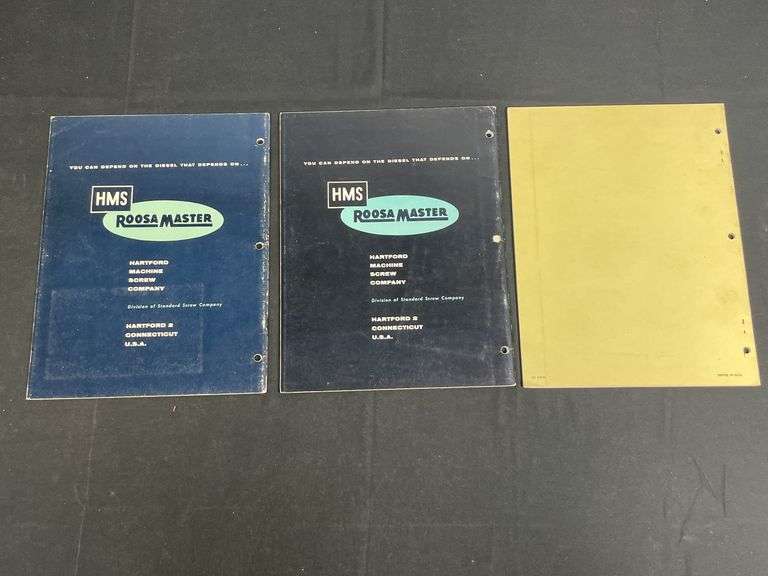 YOU CAN DEPEND ON THE DIESEL THAT DEPENDS ON...
HMS
ROOSA MASTER
HARTFORD
MACHINE
SCREW
COMPANY
Division of Standard Screw Company
HARTFORD 2
CONNECTICUT
U.S.A.
YOU CAN DEPEND ON THE DIESEL THAT DEPENDS ON...
HMS
ROOSA MASTER
HARTFORD
MACHINE
SCREW
COMPANY
Division of Standard Screw Company
HARTFORD 2
CONNECTICUT
U.S.A.